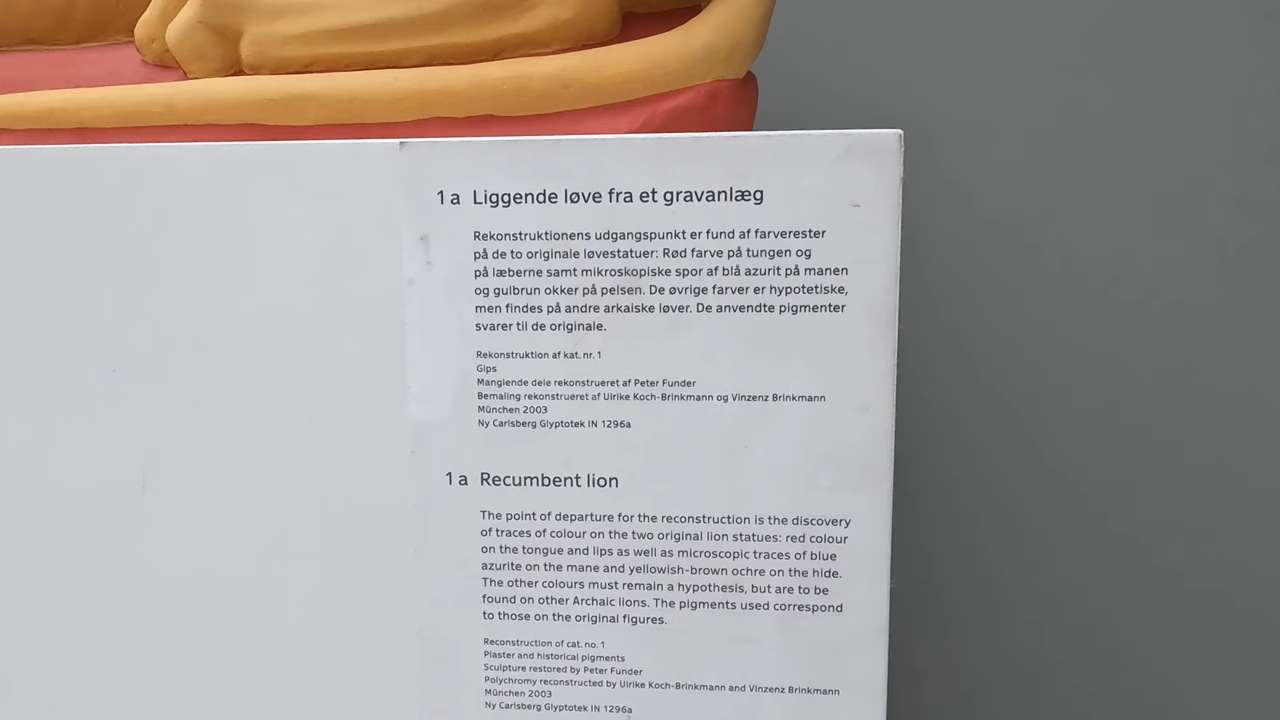 1 a Liggende løve fra et gravanlæg
Rekonstruktionens udgangspunkt er fund af farverester
på de to originale løvestatuer: Rød farve på tungen og
på læberne samt mikroskopiske spor af blå azurit på manen
og gulbrun okker på pelsen. De øvrige farver er hypotetiske,
men findes på andre arkaiske løver. De anvendte pigmenter
svarer til de originale.
Rekonstruktion af kat. nr. 1
Gips
Manglende dele rekonstrueret af Peter Funder
Bemaling rekonstrueret af Ulrike Koch-Brinkmann og Vinzenz Brinkmann
München 2003
Ny Carlsberg Glyptotek IN 1296a
1 a Recumbent lion
The point of departure for the reconstruction is the discovery
of traces of colour on the two original lion statues: red colour
on the tongue and lips as well as microscopic traces of blue
azurite on the mane and yellowish-brown ochre on the hide.
The other colours must remain a hypothesis, but are to be
found on other Archaic lions. The pigments used correspond
to those on the original figures.
Reconstruction of cat. no. 1
Plaster and historical pigments
Sculpture restored by Peter Funder
Polychromy reconstructed by Ulrike Koch-Brinkmann and Vinzenz Brinkmann
München 2003
Ny Carlsberg Glyptotek IN 1296a